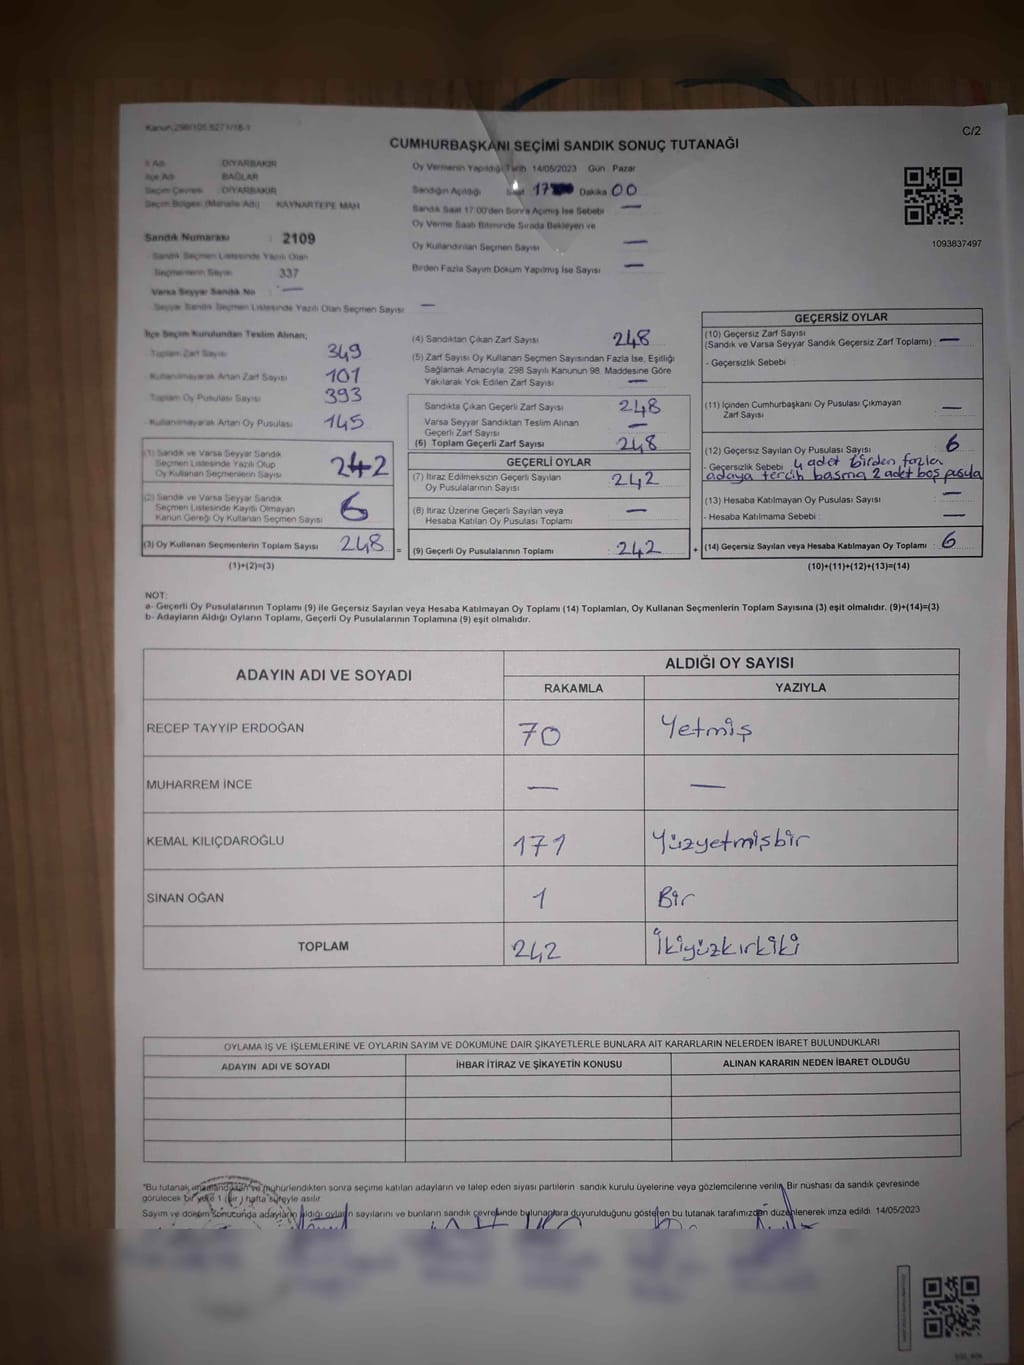 Kanun:298/105,6271/18-1
C/2
CUMHURBAŞKANI SEÇİMİ SANDIK SONUÇ TUTANAĞI
İl Adı : DİYARBAKIR
İlçe Adı : BAĞLAR
Seçim Çevresi : DİYARBAKIR
Seçim Bölgesi (Mahalle Adı) : KAYNARTEPE MAH
Sandık Numarası : 2109
Sandık Seçmen Listesinde Yazılı Olan
Seçmenlerin Sayısı : 337
Varsa Seyyar Sandık No : —
Seyyar Sandık Seçmen Listesinde Yazılı Olan Seçmen Sayısı : —
Oy Vermenin Yapıldığı Tarih 14/05/2023 Gün Pazar
Sandığın Açıldığı Saat 17 Dakika 00
Sandık Saat 17:00'den Sonra Açılmış İse Sebebi —
Oy Verme Saati Bitiminde Sırada Bekleyen ve
Oy Kullandırılan Seçmen Sayısı —
Birden Fazla Sayım Döküm Yapılmış İse Sayısı —
1093837497
İlçe Seçim Kurulundan Teslim Alınan;
Toplam Zarf Sayısı : 349
Kullanılmayarak Artan Zarf Sayısı : 101
Toplam Oy Pusulası Sayısı : 393
Kullanılmayarak Artan Oy Pusulası : 145
(1) Sandık ve Varsa Seyyar Sandık
Seçmen Listesinde Yazılı Olup
Oy Kullanan Seçmenlerin Sayısı : 242
(2) Sandık ve Varsa Seyyar Sandık
Seçmen Listesinde Kayıtlı Olmayan
Kanun Gereği Oy Kullanan Seçmen Sayısı : 6
(3) Oy Kullanan Seçmenlerin Toplam Sayısı : 248
(1)+(2)=(3)
(4) Sandıktan Çıkan Zarf Sayısı : 248
(5) Zarf Sayısı Oy Kullanan Seçmen Sayısından Fazla İse, Eşitliği
Sağlamak Amacıyla, 298 Sayılı Kanunun 98. Maddesine Göre
Yakılarak Yok Edilen Zarf Sayısı : —
Sandıkta Çıkan Geçerli Zarf Sayısı : 248
Varsa Seyyar Sandıktan Teslim Alınan
Geçerli Zarf Sayısı : —
(6) Toplam Geçerli Zarf Sayısı : 248
GEÇERLİ OYLAR
(7) İtiraz Edilmeksizin Geçerli Sayılan
Oy Pusulalarının Sayısı : 242
(8) İtiraz Üzerine Geçerli Sayılan veya
Hesaba Katılan Oy Pusulası Toplamı : —
= (9) Geçerli Oy Pusulalarının Toplamı : 242
GEÇERSİZ OYLAR
(10) Geçersiz Zarf Sayısı
(Sandık ve Varsa Seyyar Sandık Geçersiz Zarf Toplamı) : —
- Geçersizlik Sebebi :
(11) İçinden Cumhurbaşkanı Oy Pusulası Çıkmayan
Zarf Sayısı : —
(12) Geçersiz Sayılan Oy Pusulası Sayısı : 6
- Geçersizlik Sebebi : 4 adet birden fazla
adaya tercih basma 2 adet boş pusula
(13) Hesaba Katılmayan Oy Pusulası Sayısı : —
- Hesaba Katılmama Sebebi : —
+ (14) Geçersiz Sayılan veya Hesaba Katılmayan Oy Toplamı : 6
(10)+(11)+(12)+(13)=(14)
NOT:
a- Geçerli Oy Pusulalarının Toplamı (9) ile Geçersiz Sayılan veya Hesaba Katılmayan Oy Toplamı (14) Toplamları, Oy Kullanan Seçmenlerin Toplam Sayısına (3) eşit olmalıdır. (9)+(14)=(3)
b- Adayların Aldığı Oyların Toplamı, Geçerli Oy Pusulalarının Toplamına (9) eşit olmalıdır.
ADAYIN ADI VE SOYADI
ALDIĞI OY SAYISI
RAKAMLA YAZIYLA
RECEP TAYYİP ERDOĞAN 70 Yetmiş
MUHARREM İNCE — —
KEMAL KILIÇDAROĞLU 171 Yüzyetmişbir
SİNAN OĞAN 1 Bir
TOPLAM 242 İkiyüzkırkiki
OYLAMA İŞ VE İŞLEMLERİNE VE OYLARIN SAYIM VE DÖKÜMÜNE DAİR ŞİKAYETLERLE BUNLARA AİT KARARLARIN NELERDEN İBARET BULUNDUKLARI
ADAYIN ADI VE SOYADI İHBAR İTİRAZ VE ŞİKAYETİN KONUSU ALINAN KARARIN NEDEN İBARET OLDUĞU
*Bu tutanak imzalandıktan ve mühürlendikten sonra seçime katılan adayların ve talep eden siyasi partilerin sandık kurulu üyelerine veya gözlemcilerine verilir. Bir nüshası da sandık çevresinde
görülecek bir yere 1 (bir) hafta süreyle asılır.
Sayım ve döküm sonucunda adayların aldığı oyların sayılarını ve bunların sandık çevresinde bulunanlara duyurulduğunu gösteren bu tutanak tarafımızdan düzenlenerek imza edildi. 14/05/2023